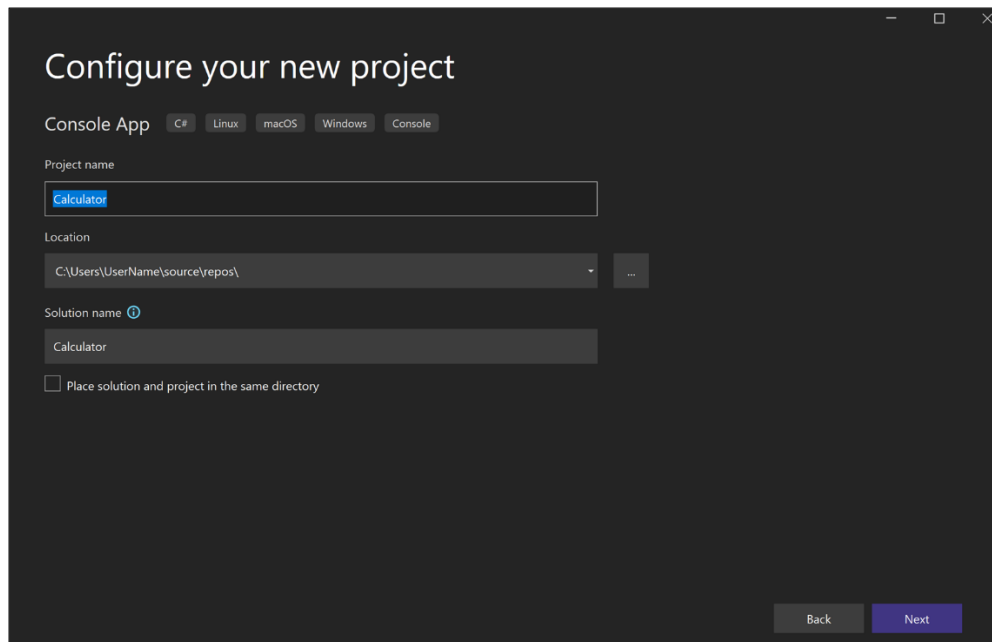 Configure your new project
Console App C# Linux macOS Windows Console
Project name
Calculator
Location
C:\Users\UserName\source\repos\
...
Solution name
Calculator
Place solution and project in the same directory
Back Next